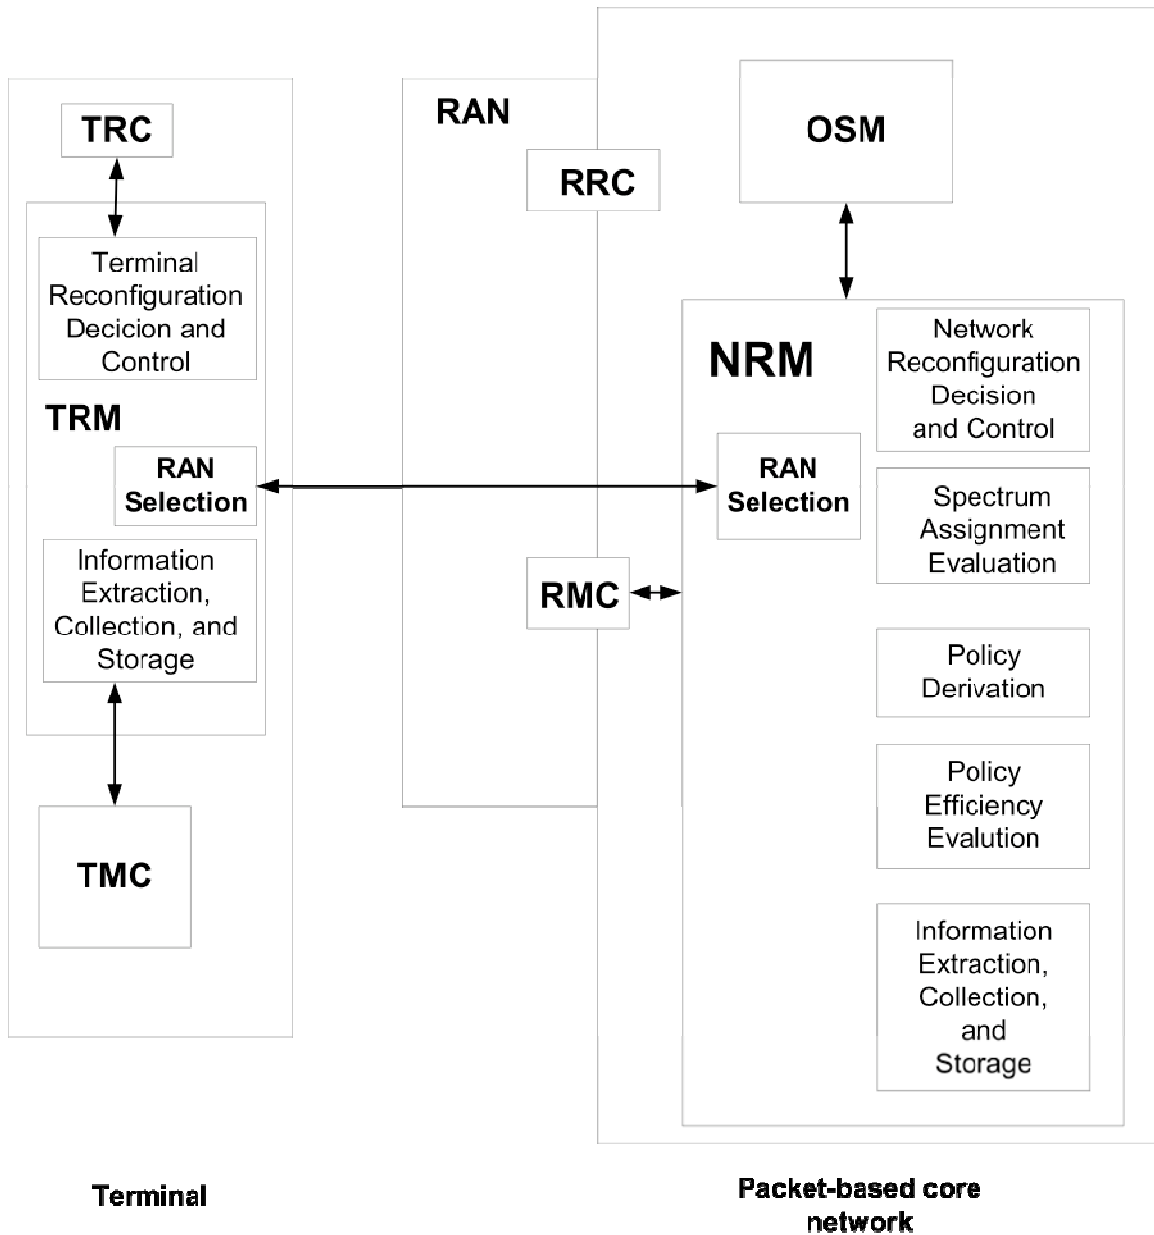 TRC
Terminal
Reconfiguration
Decicion and
Control
TRM
RAN
Selection
Information
Extraction,
Collection, and
Storage
TMC
Terminal
RAN
RRC
RMC
OSM
NRM
RAN
Selection
Network
Reconfiguration
Decision
and Control
Spectrum
Assignment
Evaluation
Policy
Derivation
Policy
Efficiency
Evalution
Information
Extraction,
Collection,
and
Storage
Packet-based core
network